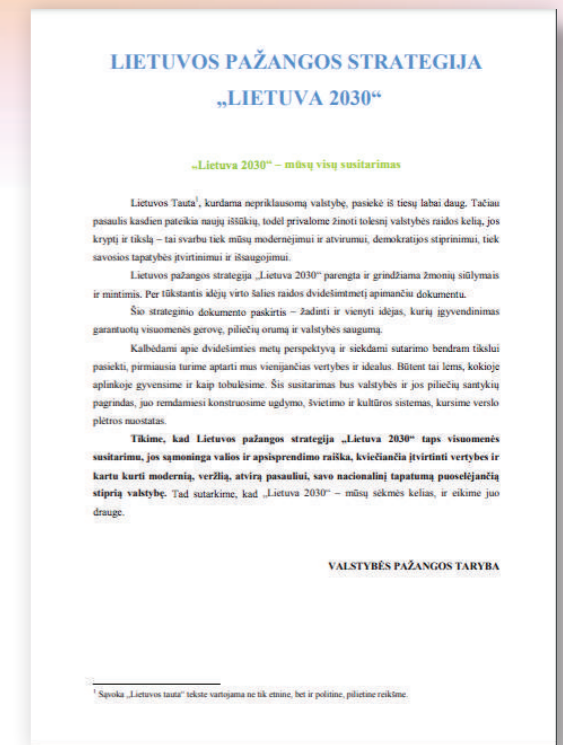 LIETUVOS PAŽANGOS STRATEGIJA
„LIETUVA 2030“
„Lietuva 2030“ – mūsų visų susitarimas
Lietuvos Tauta¹, kurdama nepriklausomą valstybę, pasiekė iš tiesų labai daug. Tačiau
pasaulis kasdien pateikia naujų iššūkių, todėl privalome žinoti tolesnį valstybės raidos kelią, jos
kryptį ir tikslą – tai svarbu tiek mūsų modernėjimui ir atvirumui, demokratijos stiprinimui, tiek
savosios tapatybės įtvirtinimui ir išsaugojimui.
Lietuvos pažangos strategija „Lietuva 2030“ parengta ir grindžiama žmonių siūlymais
ir mintimis. Per tūkstantis idėjų virto šalies raidos dvidešimtmetį apimančiu dokumentu.
Šio strateginio dokumento paskirtis – žadinti ir vienyti idėjas, kurių įgyvendinimas
garantuotų visuomenės gerovę, piliečių orumą ir valstybės saugumą.
Kalbėdami apie dvidešimties metų perspektyvą ir siekdami sutarimo bendram tikslui
pasiekti, pirmiausia turime aptarti mus vienijančias vertybes ir idealus. Būtent tai lems, kokioje
aplinkoje gyvensime ir kaip tobulėsime. Šis susitarimas bus valstybės ir jos piliečių santykių
pagrindas, juo remdamiesi konstruosime ugdymo, švietimo ir kultūros sistemas, kursime verslo
plėtros nuostatas.
Tikime, kad Lietuvos pažangos strategija „Lietuva 2030“ taps visuomenės
susitarimu, jos sąmoninga valios ir apsisprendimo raiška, kviečiančia įtvirtinti vertybes ir
kartu kurti modernią, veržlią, atvirą pasauliui, savo nacionalinį tapatumą puoselėjančią
stiprią valstybę. Tad sutarkime, kad „Lietuva 2030“ – mūsų sėkmės kelias, ir eikime juo
drauge.
VALSTYBĖS PAŽANGOS TARYBA
¹ Sąvoka „Lietuvos tauta“ tekste vartojama ne tik etnine, bet ir politine, pilietine reikšme.